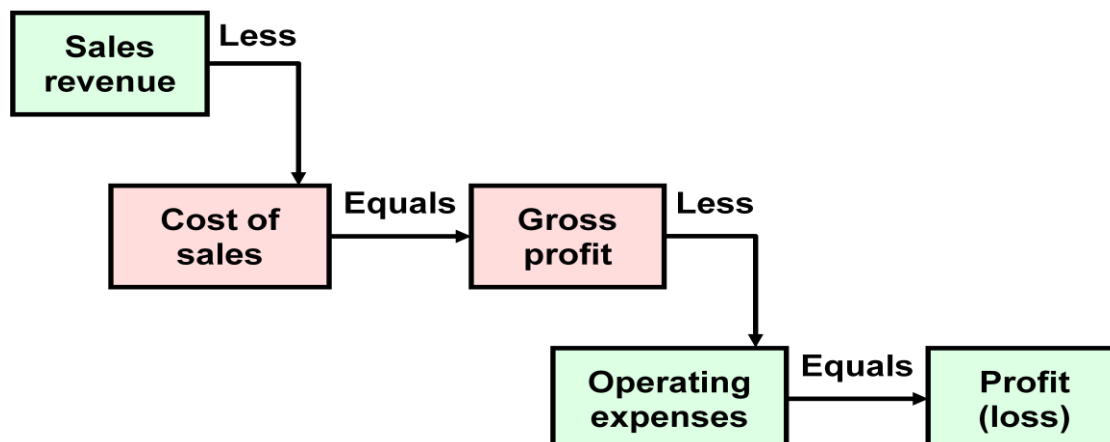 Sales
revenue
Less
Cost of
sales
Equals
Gross
profit
Less
Operating
expenses
Equals
Profit
(loss)